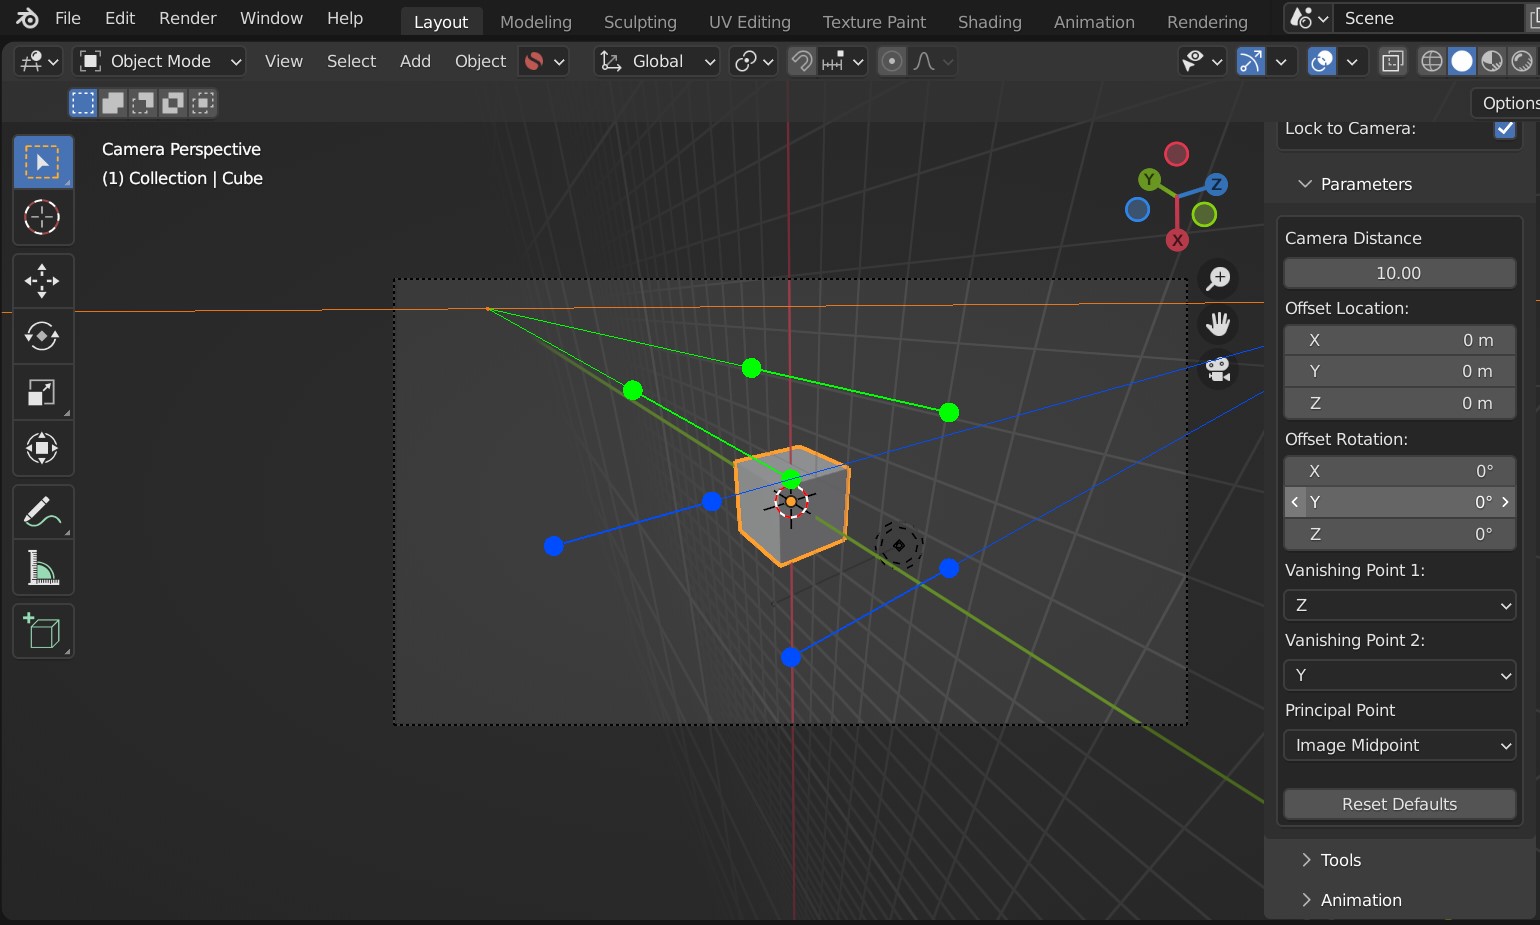 File Edit Render Window Help Layout Modeling Sculpting UV Editing Texture Paint Shading Animation Rendering Scene
Object Mode View Select Add Object Global
Options
Camera Perspective
(1) Collection | Cube
Y Z X
Lock to Camera:
Parameters
Camera Distance
10.00
Offset Location:
X 0 m
Y 0 m
Z 0 m
Offset Rotation:
X 0°
Y 0°
Z 0°
Vanishing Point 1:
Z
Vanishing Point 2:
Y
Principal Point
Image Midpoint
Reset Defaults
Tools
Animation